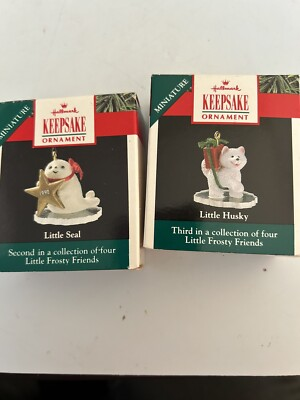 MINIATURE
Hallmark
KEEPSAKE
ORNAMENT
Little Seal
Second in a collection of four
Little Frosty Friends
MINIATURE
Hallmark
KEEPSAKE
ORNAMENT
Little Husky
Third in a collection of four
Little Frosty Friends